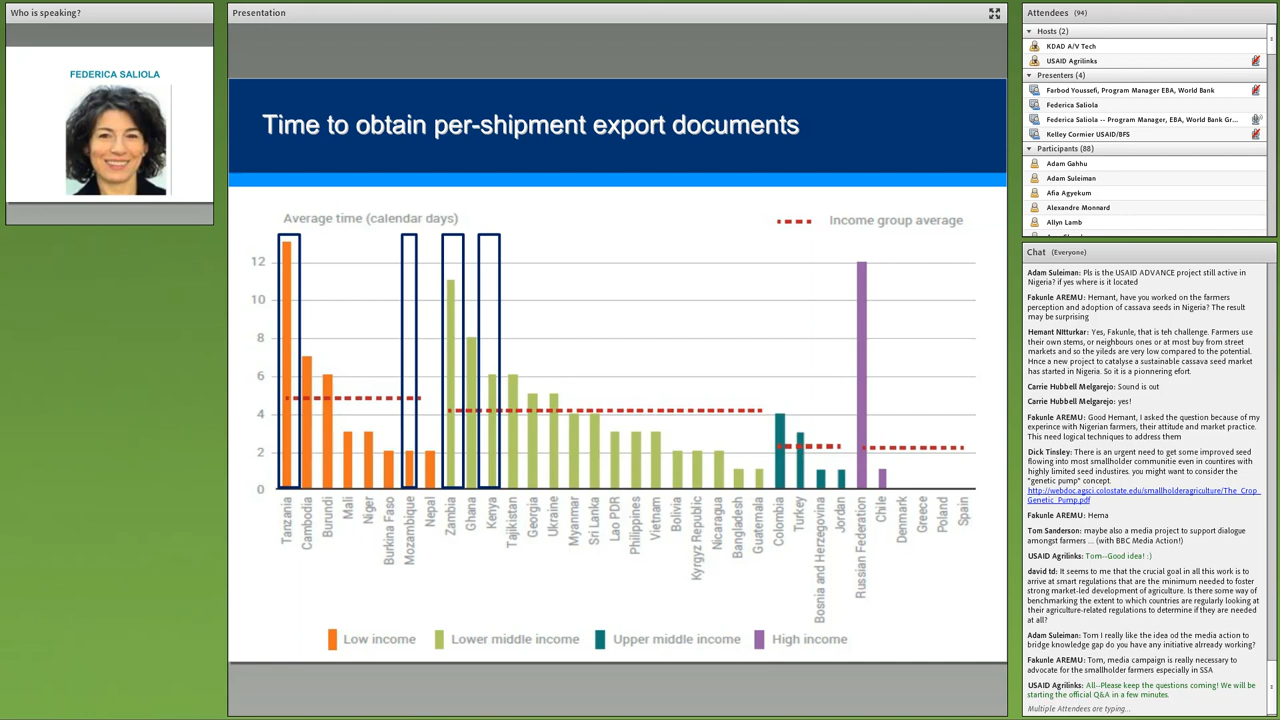 Who is speaking?
FEDERICA SALIOLA
Presentation
Time to obtain per-shipment export documents
Average time (calendar days)
Income group average
12
10
8
6
4
2
0
Tanzania
Cambodia
Burundi
Mali
Niger
Burkina Faso
Mozambique
Nepal
Zambia
Ghana
Kenya
Tajikistan
Georgia
Ukraine
Myanmar
Sri Lanka
Lao PDR
Philippines
Vietnam
Bolivia
Kyrgyz Republic
Nicaragua
Bangladesh
Guatemala
Colombia
Turkey
Bosnia and Herzegovina
Jordan
Russian Federation
Chile
Denmark
Greece
Poland
Spain
Low income
Lower middle income
Upper middle income
High income
Attendees (94)
Hosts (2)
KDAD A/V Tech
USAID Agrilinks
Presenters (4)
Farbod Youssefi, Program Manager EBA, World Bank
Federica Saliola
Federica Saliola -- Program Manager, EBA, World Bank Gr...
Kelley Cormier USAID/BFS
Participants (88)
Adam Gahhu
Adam Suleiman
Afia Agyekum
Alexandre Monnard
Allyn Lamb
Chat (Everyone)
Adam Suleiman: Pls is the USAID ADVANCE project still active in
Nigeria? if yes where is it located
Fakunle AREMU: Hemant, have you worked on the farmers
perception and adoption of cassava seeds in Nigeria? The result
may be surprising
Hemant NItturkar: Yes, Fakunle, that is teh challenge. Farmers use
their own stems, or neighbours ones or at most buy from street
markets and so the yileds are very low compared to the potential.
Hnce a new project to catalyse a sustainable cassava seed market
has started in Nigeria. So it is a pionnering efort.
Carrie Hubbell Melgarejo: Sound is out
Carrie Hubbell Melgarejo: yes!
Fakunle AREMU: Good Hemant, I asked the question because of my
experince with Nigerian farmers, their attitude and market practice.
This need logical techniques to address them
Dick Tinsley: There is an urgent need to get some improved seed
flowing into most smallholder communitie even in countires with
highly limited seed industries. you might want to consider the
"genetic pump" concept.
http://webdoc.agsci.colostate.edu/smallholderagriculture/The_Crop_
Genetic_Pump.pdf
Fakunle AREMU: Hema
Tom Sanderson: maybe also a media project to support dialogue
amongst farmers ... (with BBC Media Action!)
USAID Agrilinks: Tom--Good idea! :)
david td: It seems to me that the crucial goal in all this work is to
arrive at smart regulations that are the minimum needed to foster
strong market-led development of agriculture. Is there some way of
benchmarking the extent to which countries are regularly looking at
their agriculture-related regulations to determine if they are needed
at all?
Adam Suleiman: Tom I really like the idea od the media action to
bridge knowledge gap do you have any initiative alrready working?
Fakunle AREMU: Tom, media campaign is really necessary to
advocate for the smallholder farmers especially in SSA
USAID Agrilinks: All--Please keep the questions coming! We will be
starting the official Q&A in a few minutes.
Multiple Attendees are typing...